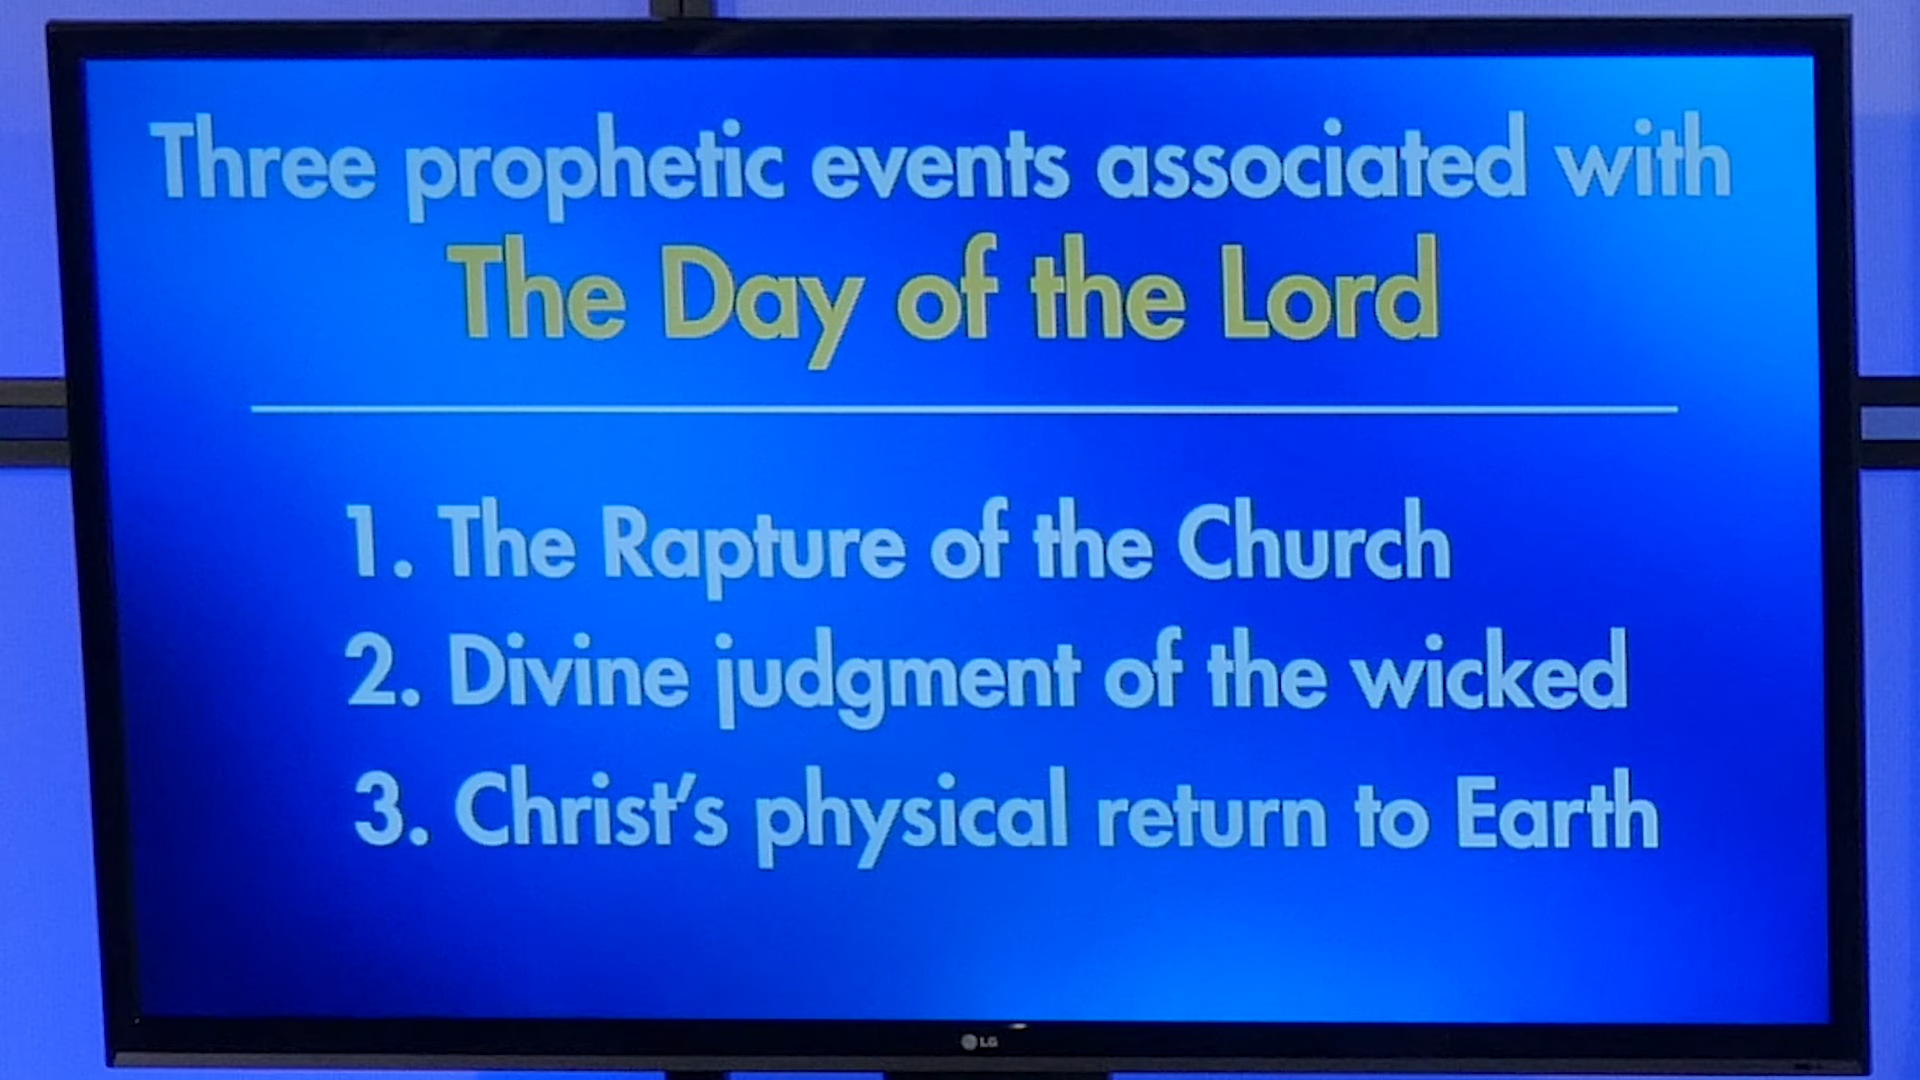 Three prophetic events associated with
The Day of the Lord
1. The Rapture of the Church
2. Divine judgment of the wicked
3. Christ's physical return to Earth
LG